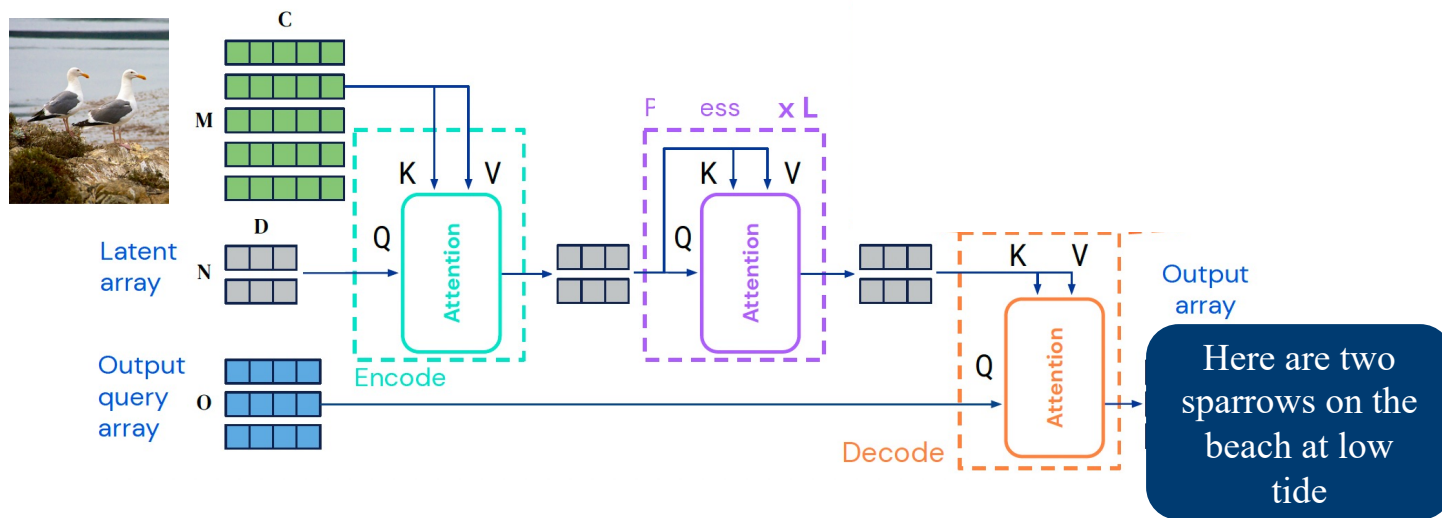 C
M
K V
Q
Attention
Encode
D
Latent
array
N
Output
query
array
O
P ess x L
K V
Q
Attention
K V
Q
Attention
Decode
Output
array
Here are two
sparrows on the
beach at low
tide